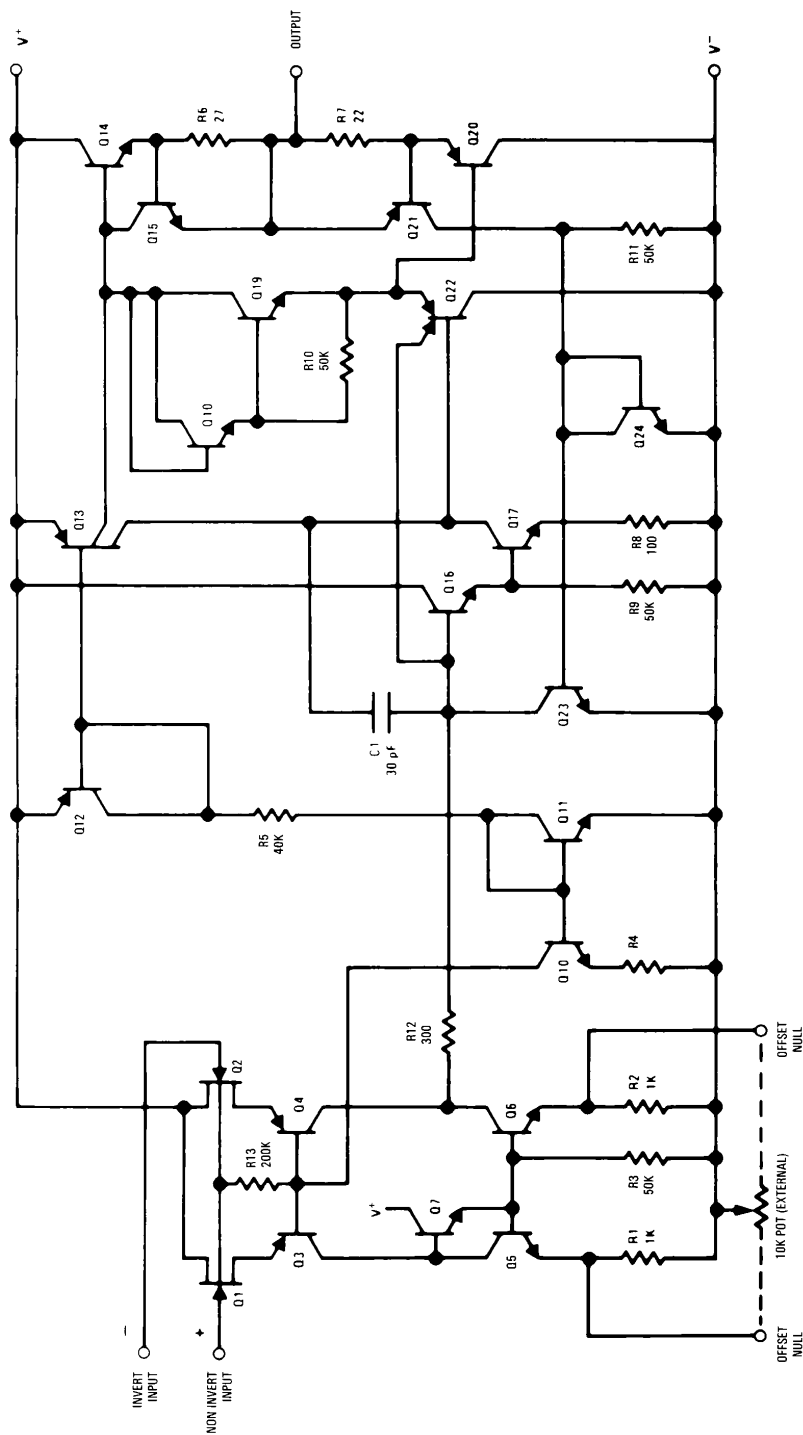 INVERT
INPUT
−
NON INVERT
INPUT
+
V+
V−
OUTPUT
Q1
Q2
R13
200K
Q3
Q4
V+
Q7
Q5
Q6
R12
300
R1
1K
R3
50K
R2
1K
10K POT (EXTERNAL)
OFFSET
NULL
OFFSET
NULL
Q12
R5
40K
Q10
Q11
R4
C1
30 pf
Q23
Q13
Q16
Q17
R9
50K
R8
100
Q10
Q19
R10
50K
Q22
Q24
Q14
Q15
R6
27
R7
22
Q21
Q20
R11
50K